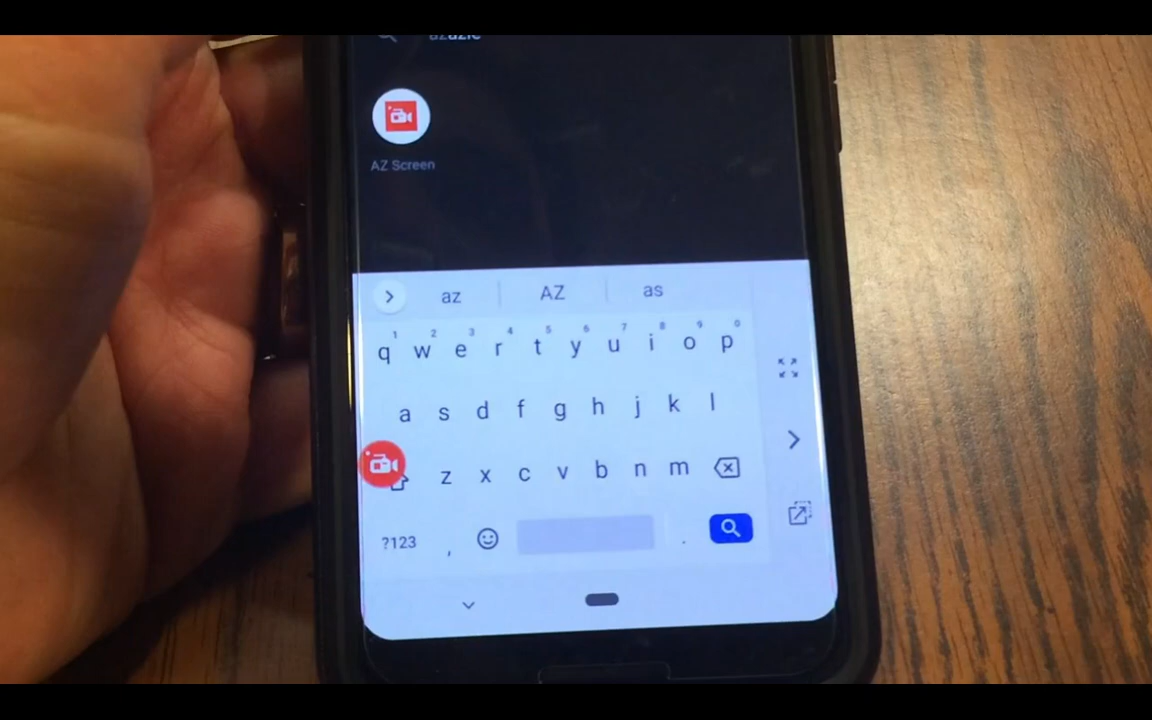 AZ Screen
az AZ as
1 2 3 4 5 6 7 8 9 0
q w e r t y u i o p
a s d f g h j k l
z x c v b n m
?123 , .